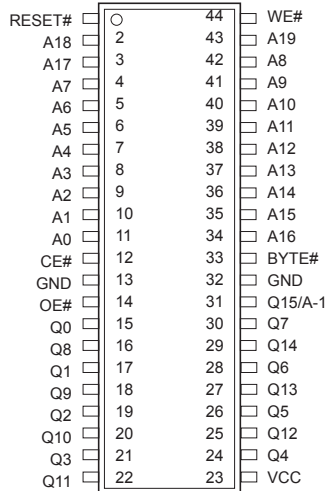 RESET# 44 WE#
A18 2 43 A19
A17 3 42 A8
A7 4 41 A9
A6 5 40 A10
A5 6 39 A11
A4 7 38 A12
A3 8 37 A13
A2 9 36 A14
A1 10 35 A15
A0 11 34 A16
CE# 12 33 BYTE#
GND 13 32 GND
OE# 14 31 Q15/A-1
Q0 15 30 Q7
Q8 16 29 Q14
Q1 17 28 Q6
Q9 18 27 Q13
Q2 19 26 Q5
Q10 20 25 Q12
Q3 21 24 Q4
Q11 22 23 VCC